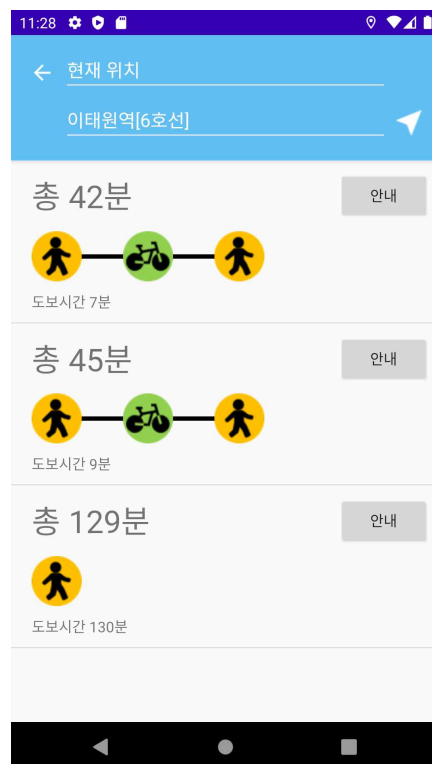 11:28
현재 위치
이태원역[6호선]
총 42분
안내
도보시간 7분
총 45분
안내
도보시간 9분
총 129분
안내
도보시간 130분